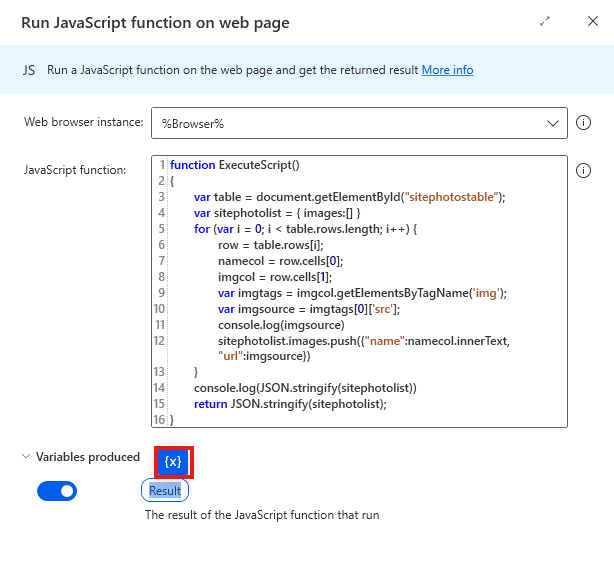 Run JavaScript function on web page
JS Run a JavaScript function on the web page and get the returned result More info
Web browser instance: %Browser%
JavaScript function:
1 function ExecuteScript()
2 {
3 var table = document.getElementById("sitephotostable");
4 var sitephotolist = { images:[] }
5 for (var i = 0; i < table.rows.length; i++) {
6 row = table.rows[i];
7 namecol = row.cells[0];
8 imgcol = row.cells[1];
9 var imgtags = imgcol.getElementsByTagName('img');
10 var imgsource = imgtags[0]['src'];
11 console.log(imgsource)
12 sitephotolist.images.push({"name":namecol.innerText,
"url":imgsource})
13 }
14 console.log(JSON.stringify(sitephotolist))
15 return JSON.stringify(sitephotolist);
16 }
Variables produced {x}
Result
The result of the JavaScript function that run